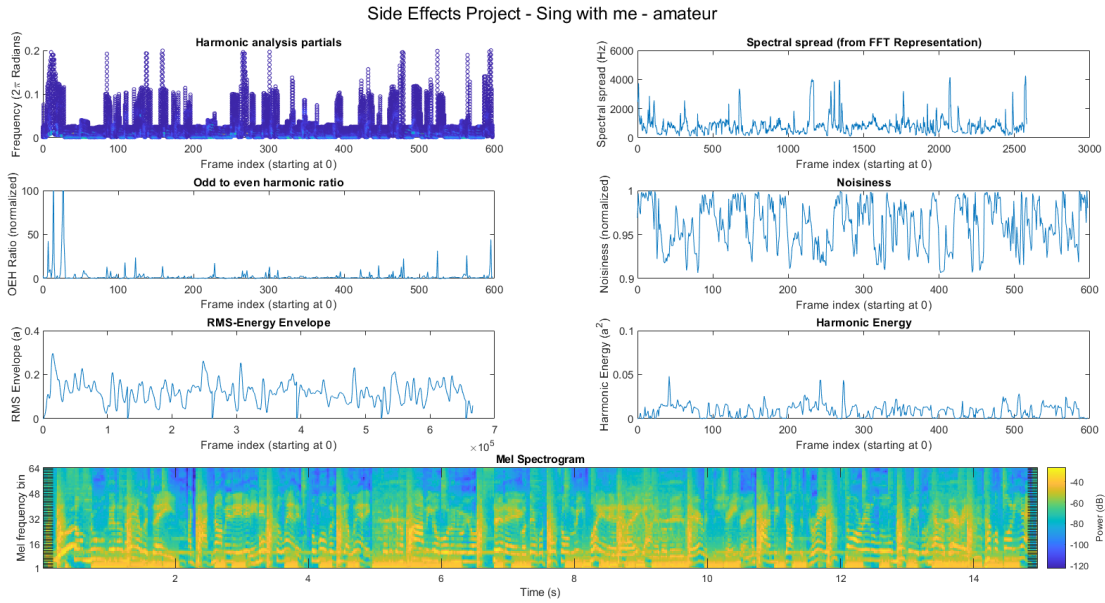 Side Effects Project - Sing with me - amateur
Harmonic analysis partials
Frequency (2π Radians)
0.2
0.1
0
0 100 200 300 400 500 600
Frame index (starting at 0)
Spectral spread (from FFT Representation)
Spectral spread (Hz)
6000
4000
2000
0
0 500 1000 1500 2000 2500 3000
Frame index (starting at 0)
Odd to even harmonic ratio
OEH Ratio (normalized)
100
50
0
0 100 200 300 400 500 600
Frame index (starting at 0)
Noisiness
Noisiness (normalized)
1
0.95
0.9
0 100 200 300 400 500 600
Frame index (starting at 0)
RMS-Energy Envelope
RMS Envelope (a)
0.4
0.2
0
0 1 2 3 4 5 6 7
×10⁵
Frame index (starting at 0)
Harmonic Energy
Harmonic Energy (a²)
0.1
0.05
0
0 100 200 300 400 500 600
Frame index (starting at 0)
Mel Spectrogram
Mel frequency bin
64
48
32
16
1
2 4 6 8 10 12 14
Time (s)
-40
-60
-80
-100
-120
Power (dB)